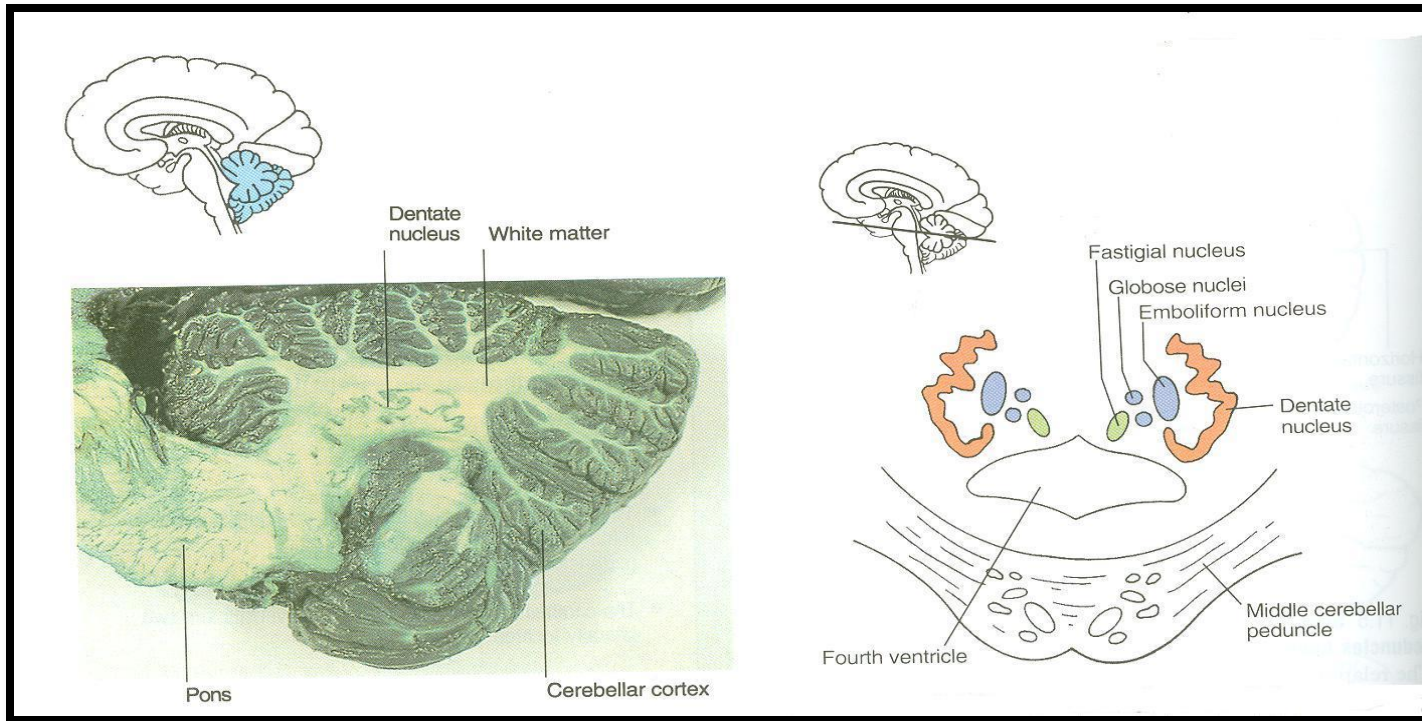 Dentate
nucleus
White matter
Pons
Cerebellar cortex
Fastigial nucleus
Globose nuclei
Emboliform nucleus
Dentate
nucleus
Middle cerebellar
peduncle
Fourth ventricle